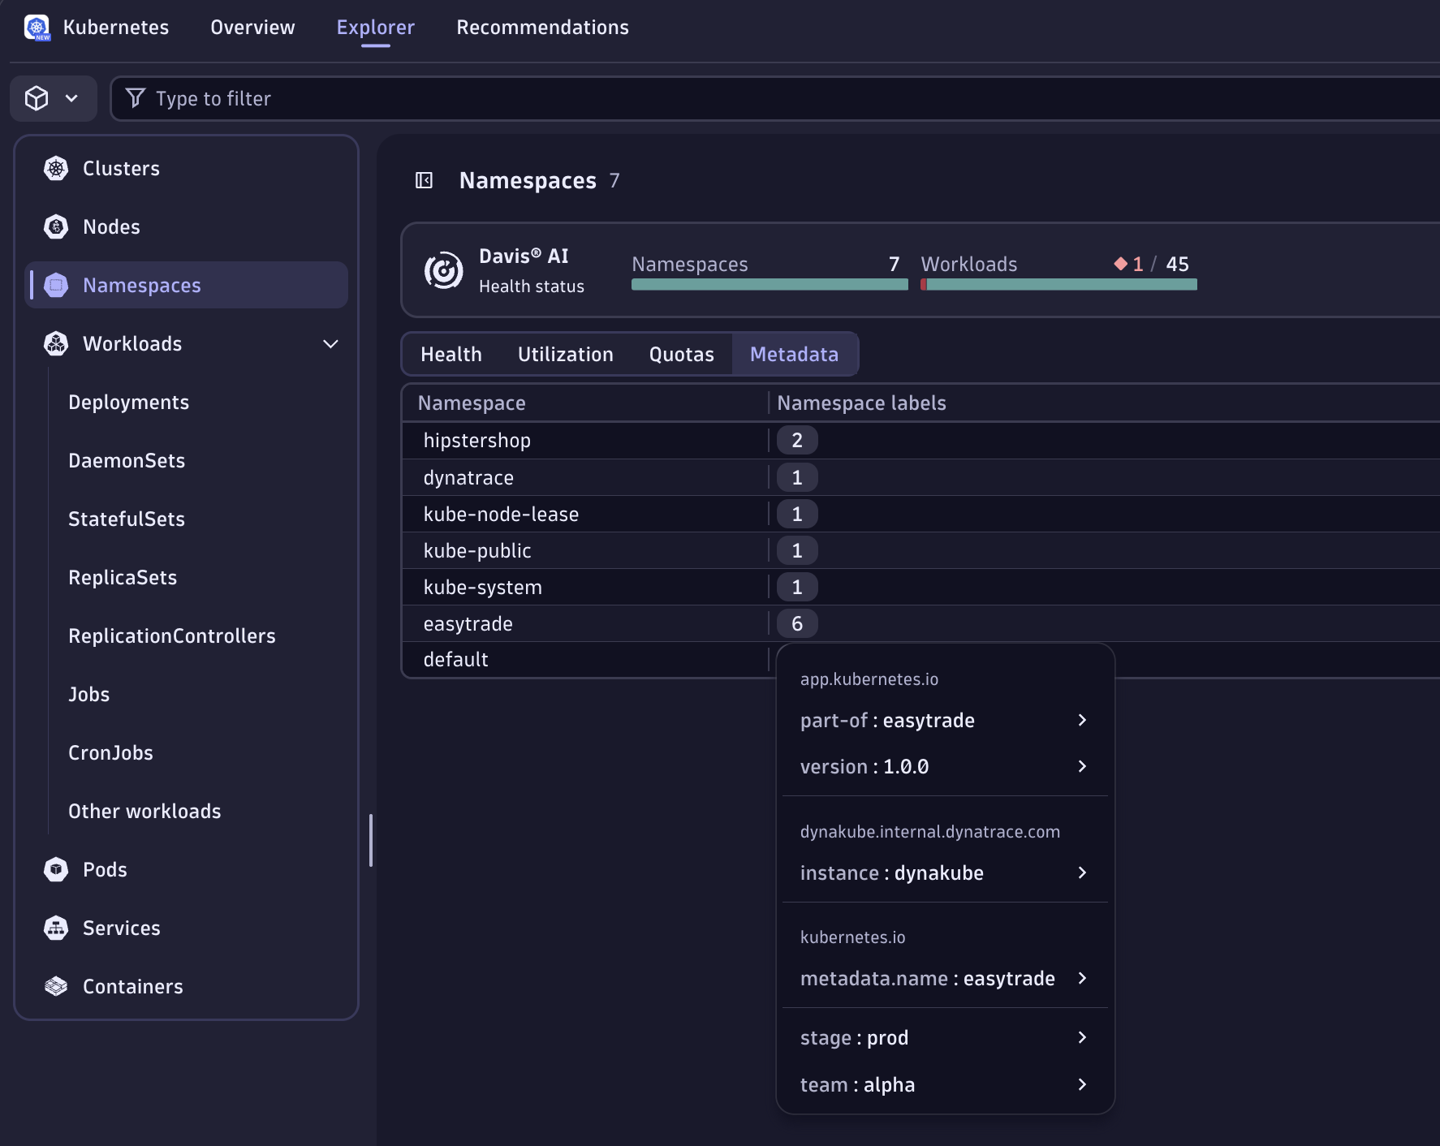 Kubernetes Overview Explorer Recommendations
NEW
Type to filter
Clusters
Nodes
Namespaces
Workloads
Deployments
DaemonSets
StatefulSets
ReplicaSets
ReplicationControllers
Jobs
CronJobs
Other workloads
Pods
Services
Containers
Namespaces 7
Davis® AI
Health status
Namespaces 7
Workloads 1 / 45
Health Utilization Quotas Metadata
Namespace Namespace labels
hipstershop 2
dynatrace 1
kube-node-lease 1
kube-public 1
kube-system 1
easytrade 6
default
app.kubernetes.io
part-of : easytrade
version : 1.0.0
dynakube.internal.dynatrace.com
instance : dynakube
kubernetes.io
metadata.name : easytrade
stage : prod
team : alpha